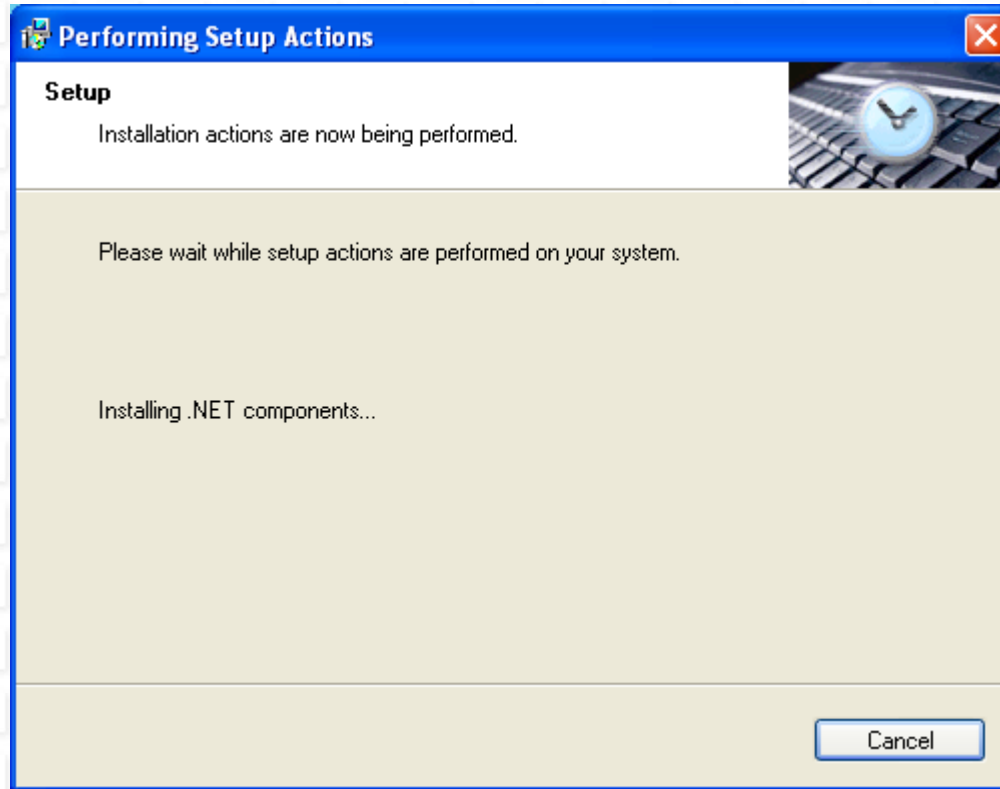 Performing Setup Actions
Setup
Installation actions are now being performed.
Please wait while setup actions are performed on your system.
Installing .NET components...
Cancel